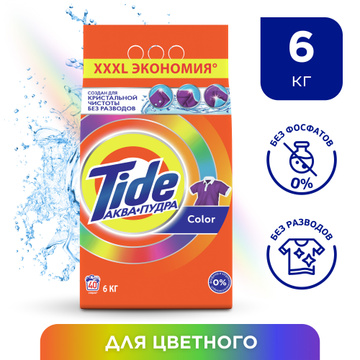 XXXL ЭКОНОМИЯ°
СОЗДАН ДЛЯ
КРИСТАЛЬНОЙ
ЧИСТОТЫ
БЕЗ РАЗВОДОВ
Tide
АКВА-ПУДРА
Color
40
6 КГ
0%
6
КГ
БЕЗ ФОСФАТОВ
0%
БЕЗ РАЗВОДОВ
ДЛЯ ЦВЕТНОГО